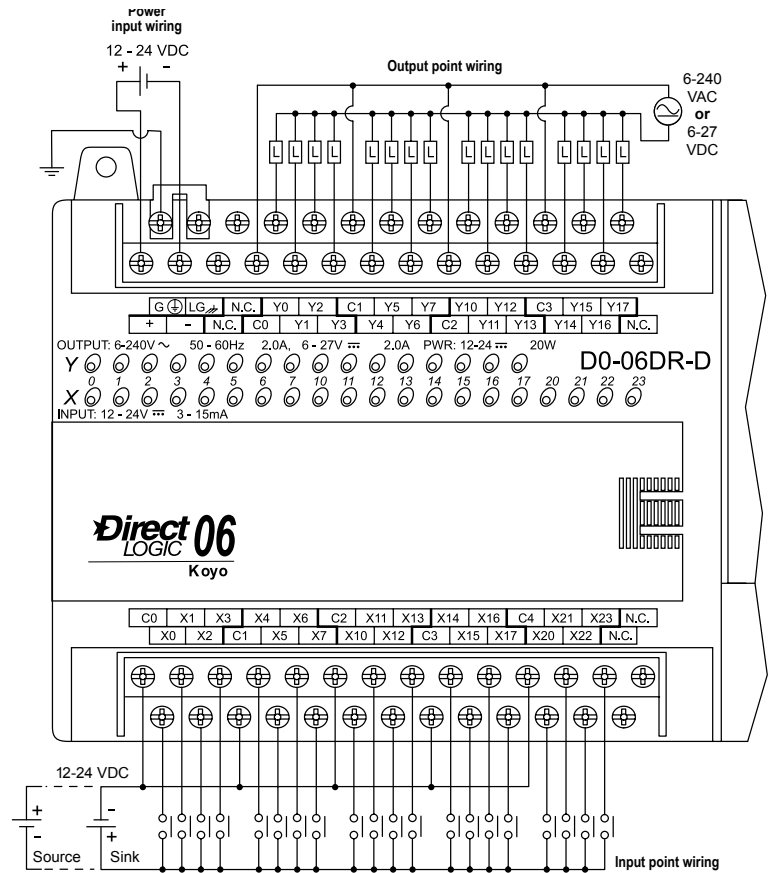 Power
input wiring
12 - 24 VDC
+ -
Output point wiring
6-240
VAC
or
6-27
VDC
L L L L L L L L L L L L L L L L
G LG N.C. Y0 Y2 C1 Y5 Y7 Y10 Y12 C3 Y15 Y17
+ - N.C. C0 Y1 Y3 Y4 Y6 C2 Y11 Y13 Y14 Y16 N.C.
OUTPUT: 6-240V ~ 50 - 60Hz 2.0A, 6 - 27V ⎓ 2.0A PWR: 12-24 ⎓ 20W
Y D0-06DR-D
0 1 2 3 4 5 6 7 10 11 12 13 14 15 16 17 20 21 22 23
X
INPUT: 12 - 24V ⎓ 3 - 15mA
Direct
LOGIC 06
Koyo
C0 X1 X3 X4 X6 C2 X11 X13 X14 X16 C4 X21 X23 N.C.
X0 X2 C1 X5 X7 X10 X12 C3 X15 X17 X20 X22 N.C.
12-24 VDC
+ -
- +
Source Sink
Input point wiring